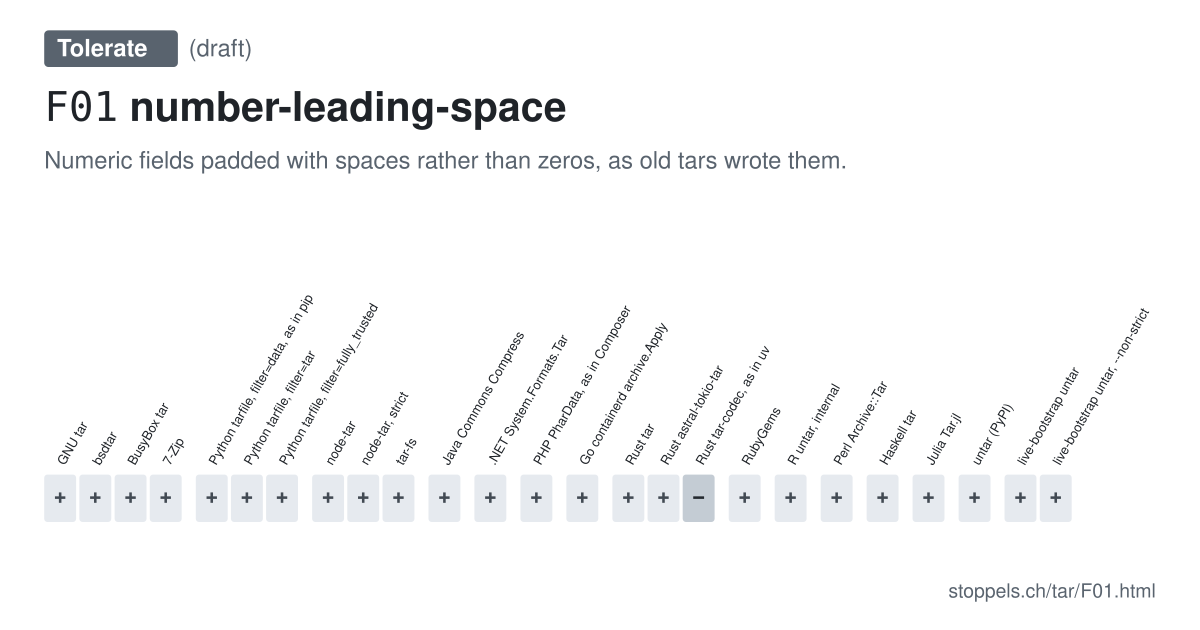 Tolerate (draft)
F01 number-leading-space
Numeric fields padded with spaces rather than zeros, as old tars wrote them.
GNU tar
bsdtar
BusyBox tar
7-Zip
Python tarfile, filter=data, as in pip
Python tarfile, filter=tar
Python tarfile, filter=fully_trusted
node-tar
node-tar, strict
tar-fs
Java Commons Compress
.NET System.Formats.Tar
PHP PharData, as in Composer
Go containerd archive.Apply
Rust tar
Rust astral-tokio-tar
Rust tar-codec, as in uv
RubyGems
R untar, internal
Perl Archive::Tar
Haskell tar
Julia Tar.jl
untar (PyPI)
live-bootstrap untar
live-bootstrap untar, --non-strict
+ + + + + + + + + + + + + + + + − + + + + + + + +
stoppels.ch/tar/F01.html